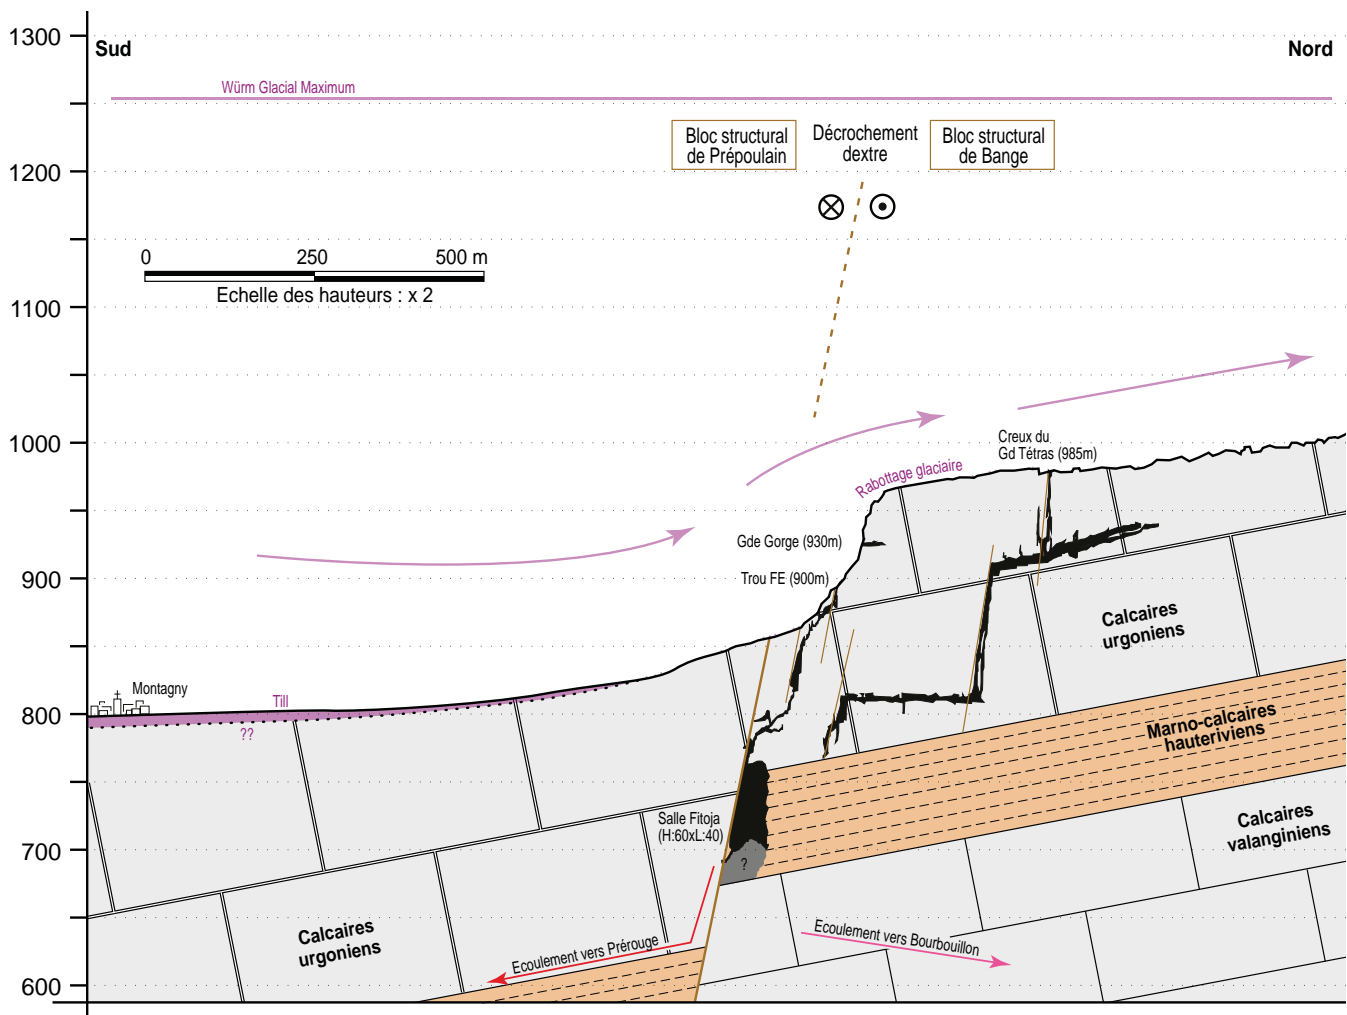 1300
Sud
Nord
Würm Glacial Maximum
Bloc structural
de Prépoulain
Décrochement
dextre
Bloc structural
de Bange
1200
0
250
500 m
Echelle des hauteurs : x 2
1100
1000
Creux du
Gd Tétras (985m)
Rabottage glaciaire
Gde Gorge (930m)
Trou FE (900m)
900
Calcaires
urgoniens
Montagny
Till
800
??
Marno-calcaires
hauteriviens
Salle Fitoja
(H:60xL:40)
Calcaires
valanginiens
700
?
Calcaires
urgoniens
Ecoulement vers Prérouge
Ecoulement vers Bourbouillon
600